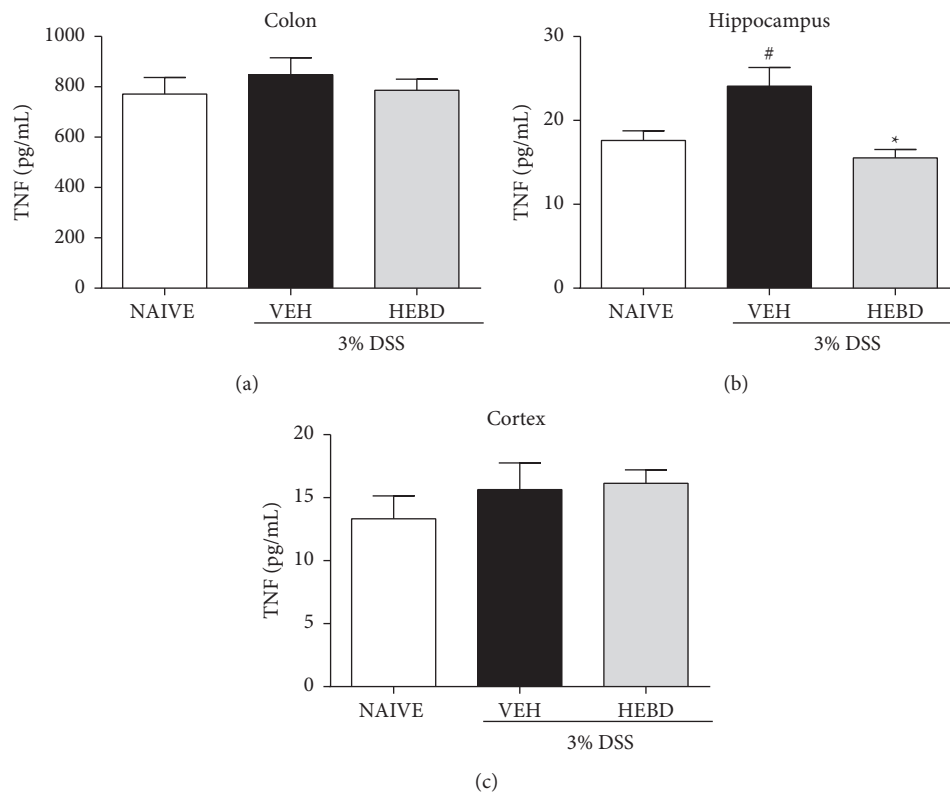 Colon
1000
800
600
400
200
0
TNF (pg/mL)
NAIVE VEH HEBD
3% DSS
(a)
Hippocampus
30
20
10
0
TNF (pg/mL)
#
*
NAIVE VEH HEBD
3% DSS
(b)
Cortex
20
15
10
5
0
TNF (pg/mL)
NAIVE VEH HEBD
3% DSS
(c)